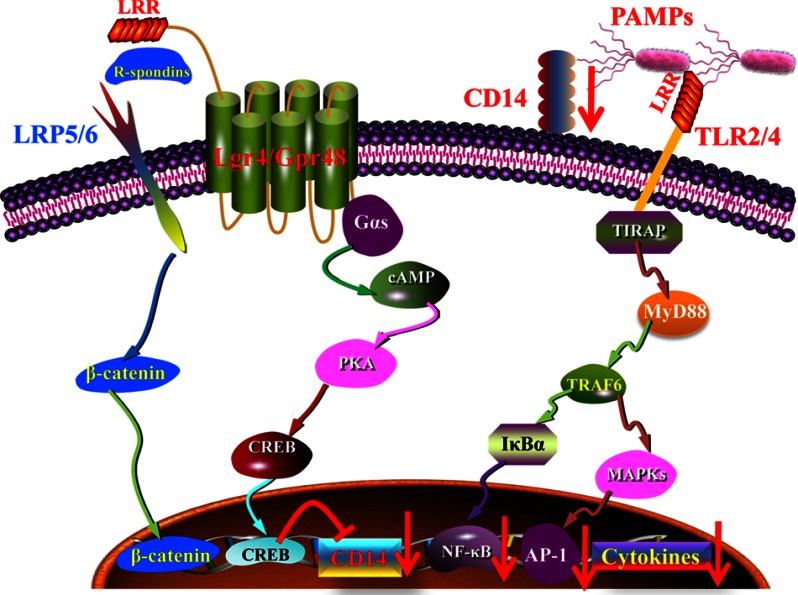 LRR
PAMPs
R-spondins
CD14
LRR
LRP5/6
Lgr4/Gpr48
TLR2/4
Gαs
TIRAP
cAMP
MyD88
PKA
β-catenin
TRAF6
CREB
IκBα
MAPKs
β-catenin
CREB
CD14
NF-κB
AP-1
Cytokines